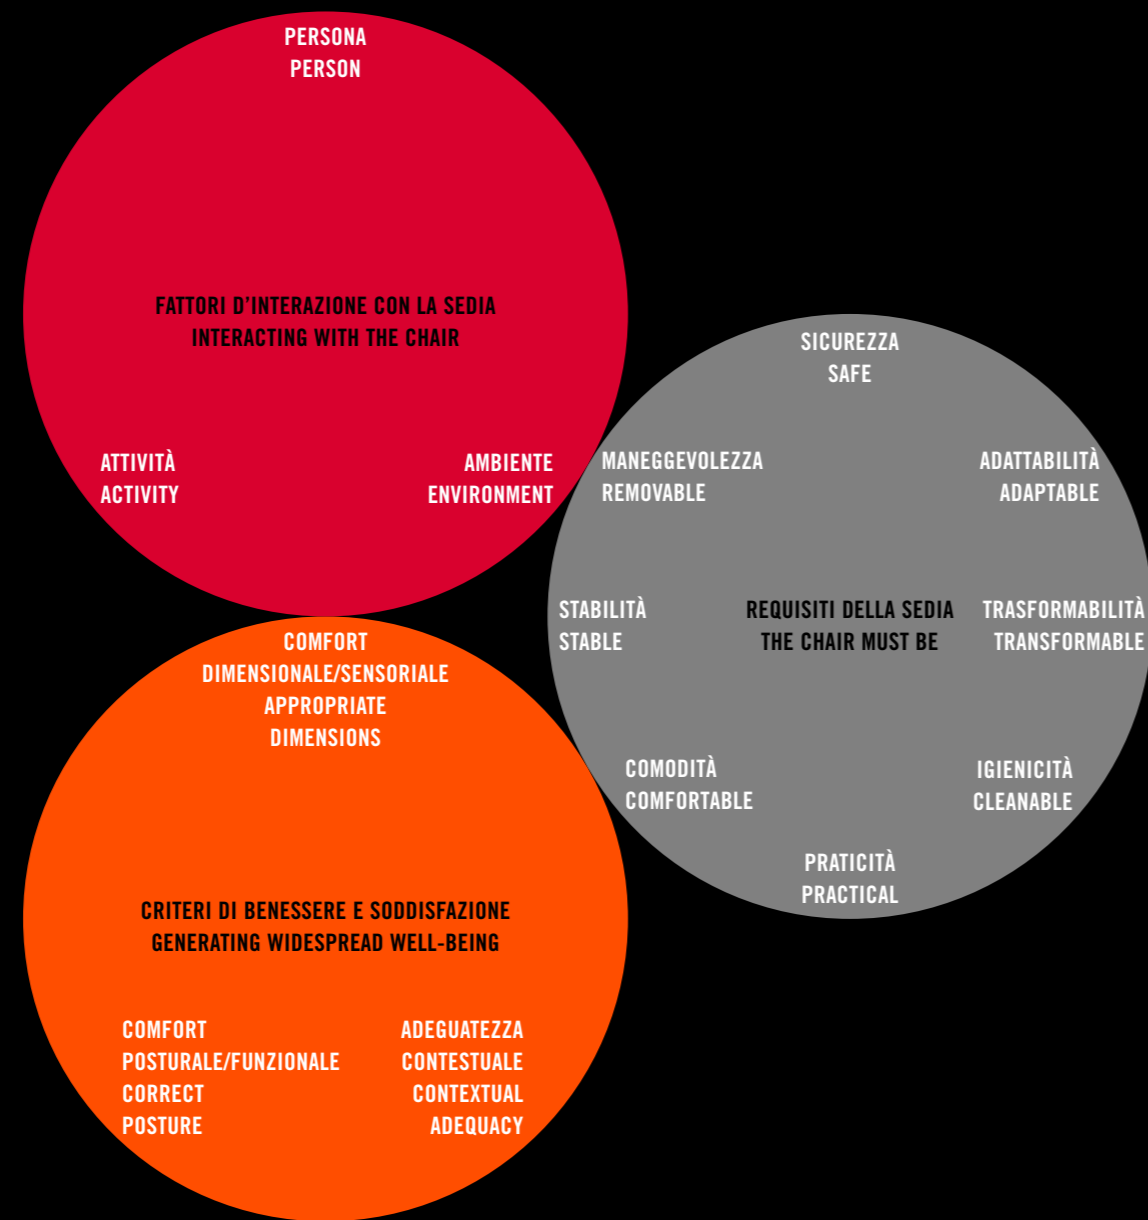 PERSONA
PERSON
FATTORI D'INTERAZIONE CON LA SEDIA
INTERACTING WITH THE CHAIR
ATTIVITÀ
ACTIVITY
AMBIENTE
ENVIRONMENT
SICUREZZA
SAFE
MANEGGEVOLEZZA
REMOVABLE
ADATTABILITÀ
ADAPTABLE
STABILITÀ
STABLE
REQUISITI DELLA SEDIA
THE CHAIR MUST BE
TRASFORMABILITÀ
TRANSFORMABLE
COMODITÀ
COMFORTABLE
IGIENICITÀ
CLEANABLE
PRATICITÀ
PRACTICAL
COMFORT
DIMENSIONALE/SENSORIALE
APPROPRIATE
DIMENSIONS
CRITERI DI BENESSERE E SODDISFAZIONE
GENERATING WIDESPREAD WELL-BEING
COMFORT
POSTURALE/FUNZIONALE
CORRECT
POSTURE
ADEGUATEZZA
CONTESTUALE
CONTEXTUAL
ADEQUACY